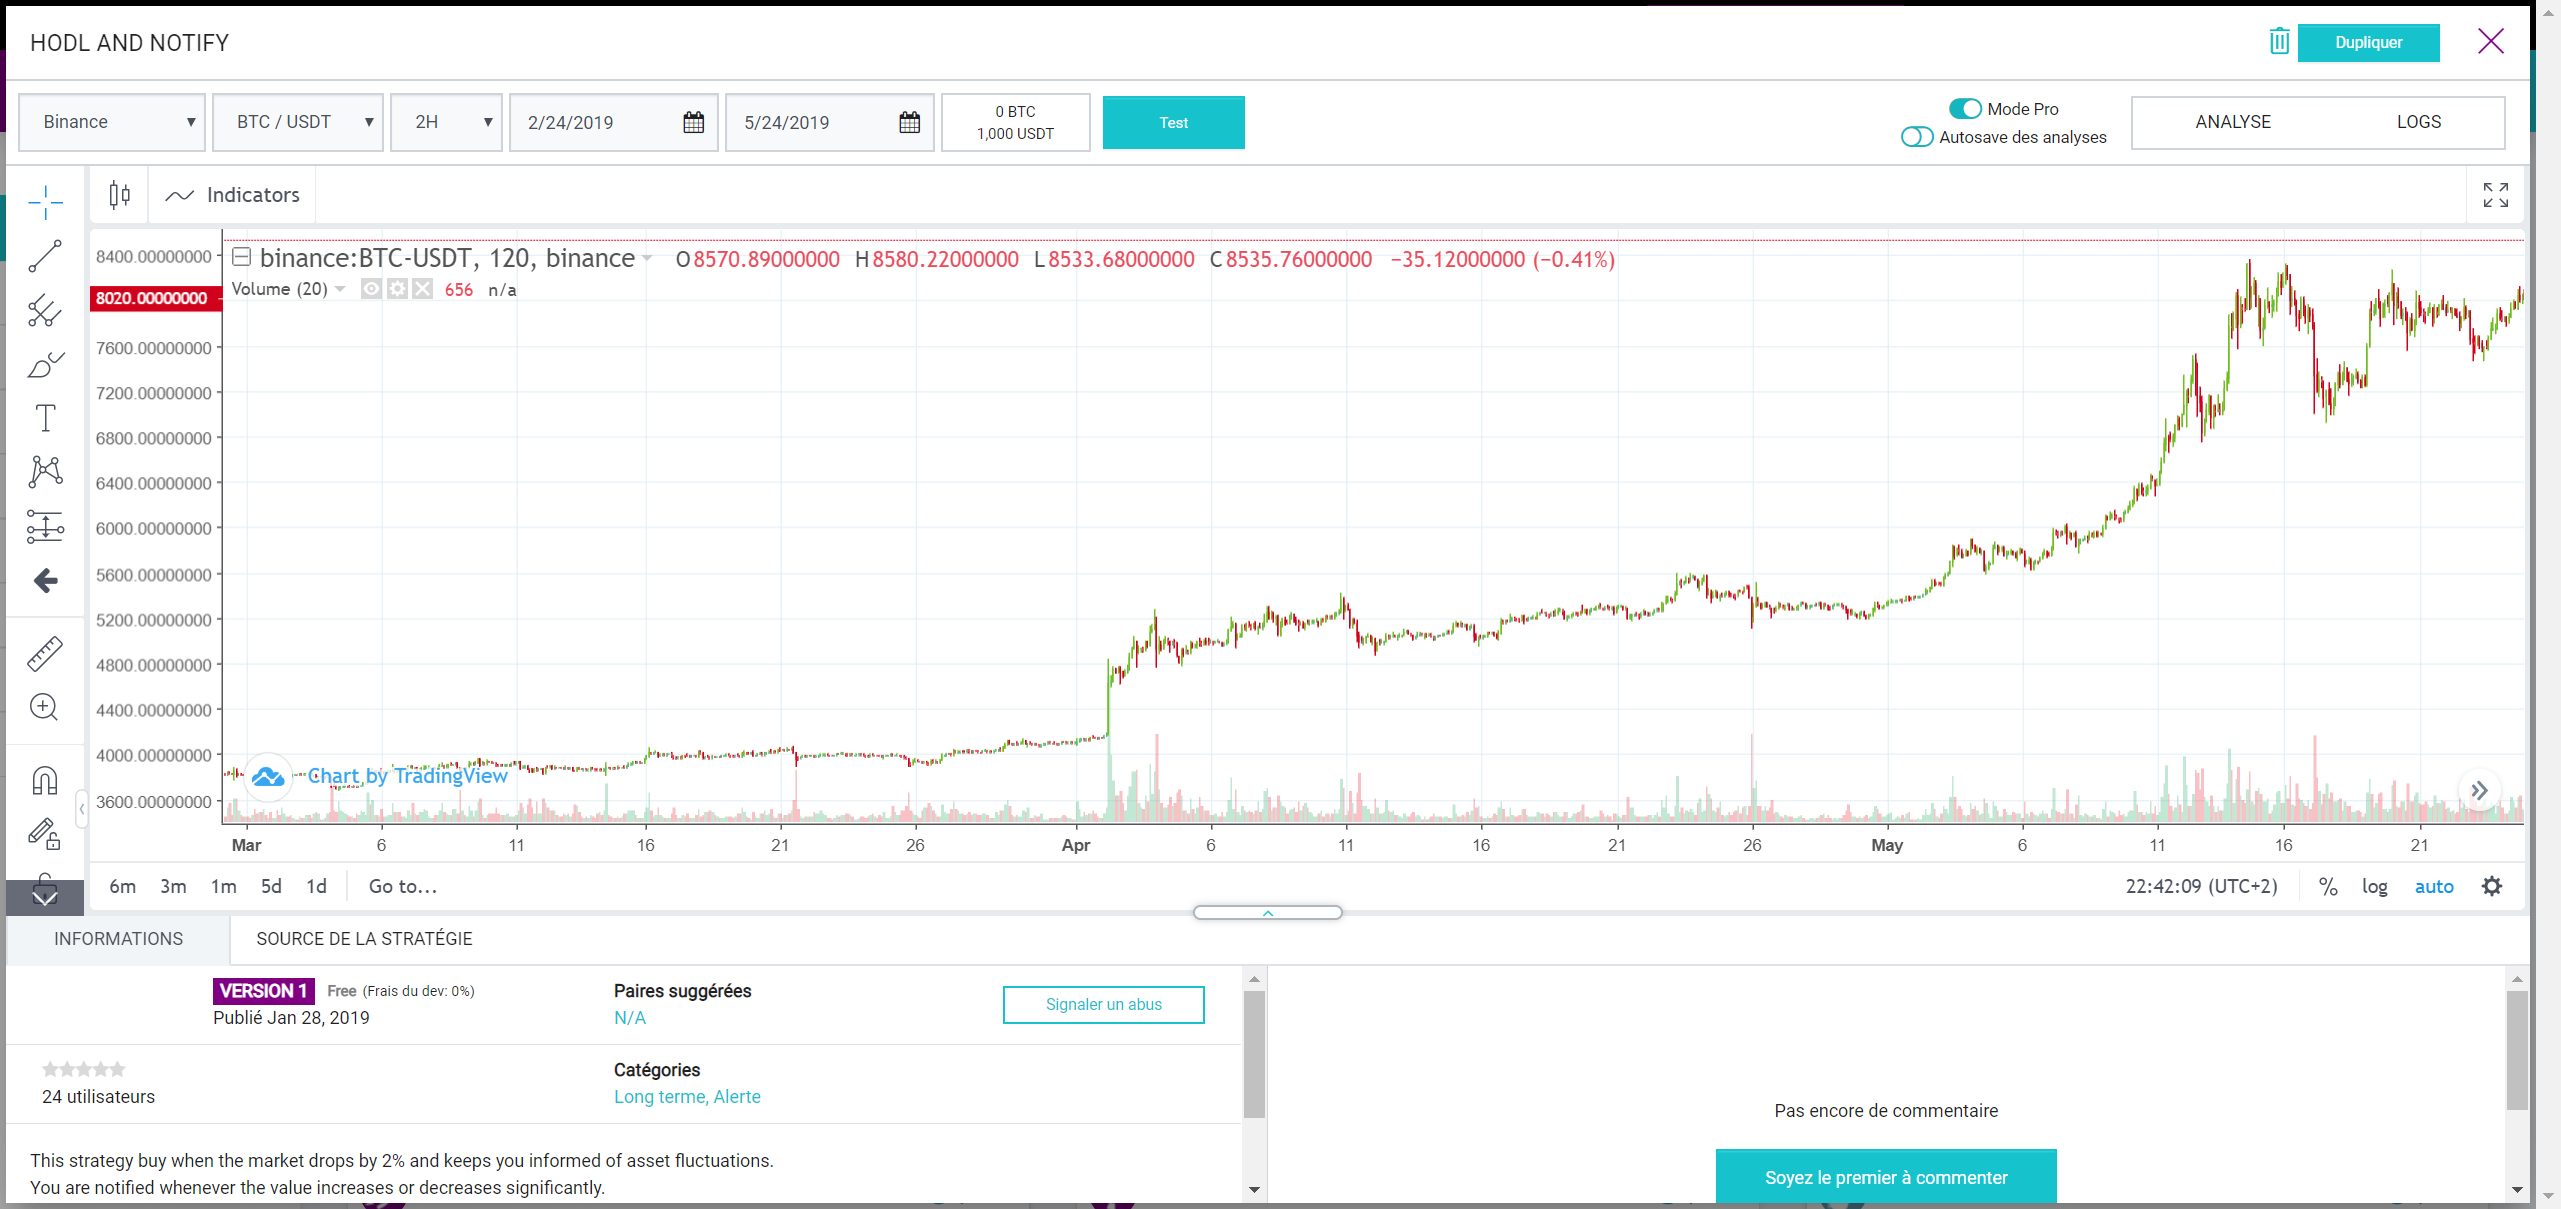 HODL AND NOTIFY
Dupliquer
Binance
BTC / USDT
2H
2/24/2019
5/24/2019
0 BTC
1,000 USDT
Test
Mode Pro
Autosave des analyses
ANALYSE
LOGS
Indicators
binance:BTC-USDT, 120, binance O 8570.89000000 H 8580.22000000 L 8533.68000000 C 8535.76000000 −35.12000000 (−0.41%)
Volume (20) 656 n/a
8400.00000000
8020.00000000
7600.00000000
7200.00000000
6800.00000000
6400.00000000
6000.00000000
5600.00000000
5200.00000000
4800.00000000
4400.00000000
4000.00000000
3600.00000000
Chart by TradingView
Mar 6 11 16 21 26 Apr 6 11 16 21 26 May 6 11 16 21
6m 3m 1m 5d 1d Go to...
22:42:09 (UTC+2) % log auto
INFORMATIONS
SOURCE DE LA STRATÉGIE
VERSION 1 Free (Frais du dev: 0%)
Publié Jan 28, 2019
Paires suggérées
N/A
Signaler un abus
24 utilisateurs
Catégories
Long terme, Alerte
This strategy buy when the market drops by 2% and keeps you informed of asset fluctuations.
You are notified whenever the value increases or decreases significantly.
Pas encore de commentaire
Soyez le premier à commenter